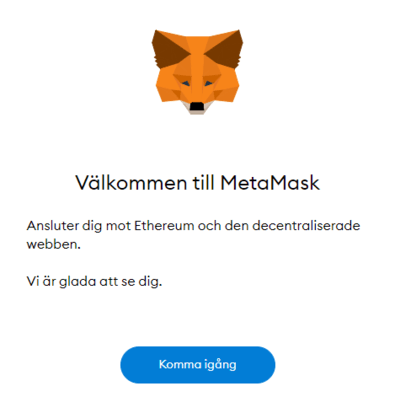 Välkommen till MetaMask
Ansluter dig mot Ethereum och den decentraliserade
webben.
Vi är glada att se dig.
Komma igång